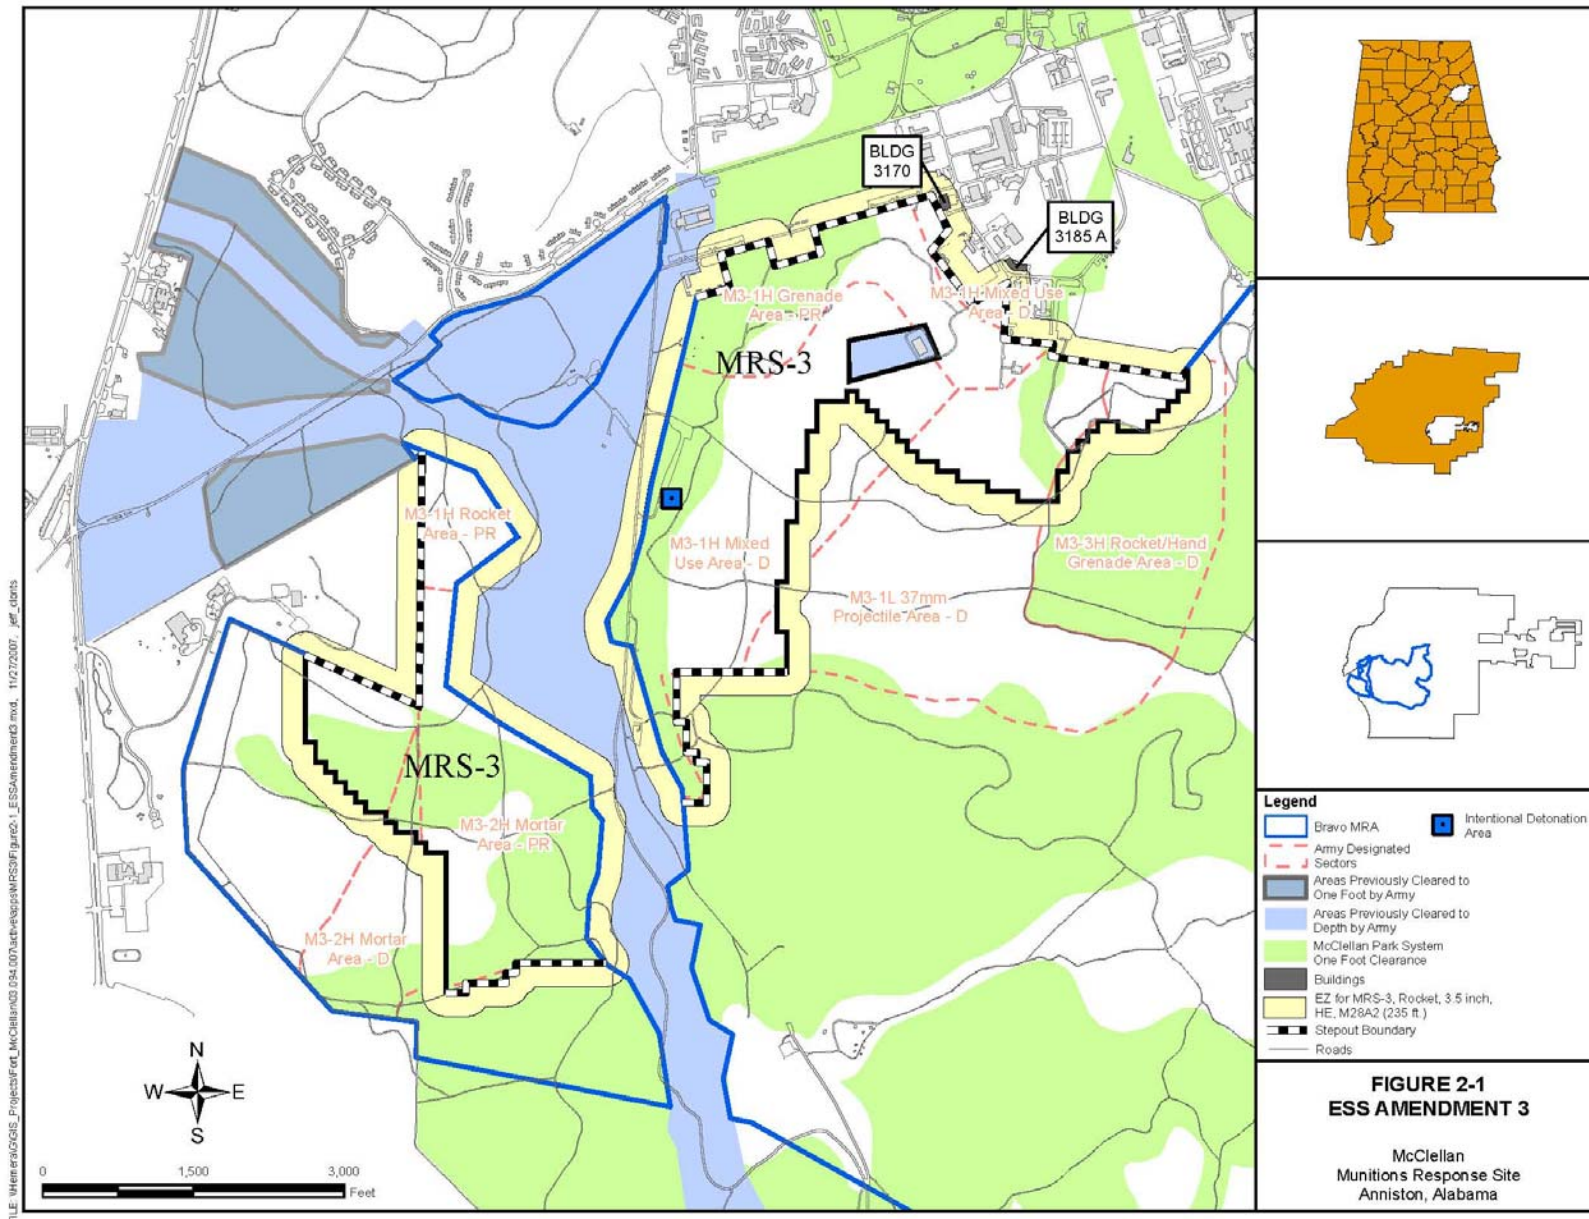 BLDG
3170
BLDG
3185 A
M3-1H Grenade
Area - PR
M3-1H Mixed Use
Area - D
MRS-3
M3-1H Rocket
Area - PR
M3-1H Mixed
Use Area - D
M3-3H Rocket/Hand
Grenade Area - D
M3-1L 37mm
Projectile Area - D
MRS-3
M3-2H Mortar
Area - PR
M3-2H Mortar
Area - D
N
W
E
S
0
1,500
3,000
Feet
Legend
Bravo MRA
Intentional Detonation
Area
Army Designated
Sectors
Areas Previously Cleared to
One Foot by Army
Areas Previously Cleared to
Depth by Army
McClellan Park System
One Foot Clearance
Buildings
EZ for MRS-3, Rocket, 3.5 inch,
HE, M28A2 (235 ft.)
Stepout Boundary
Roads
FIGURE 2-1
ESS AMENDMENT 3
McClellan
Munitions Response Site
Anniston, Alabama